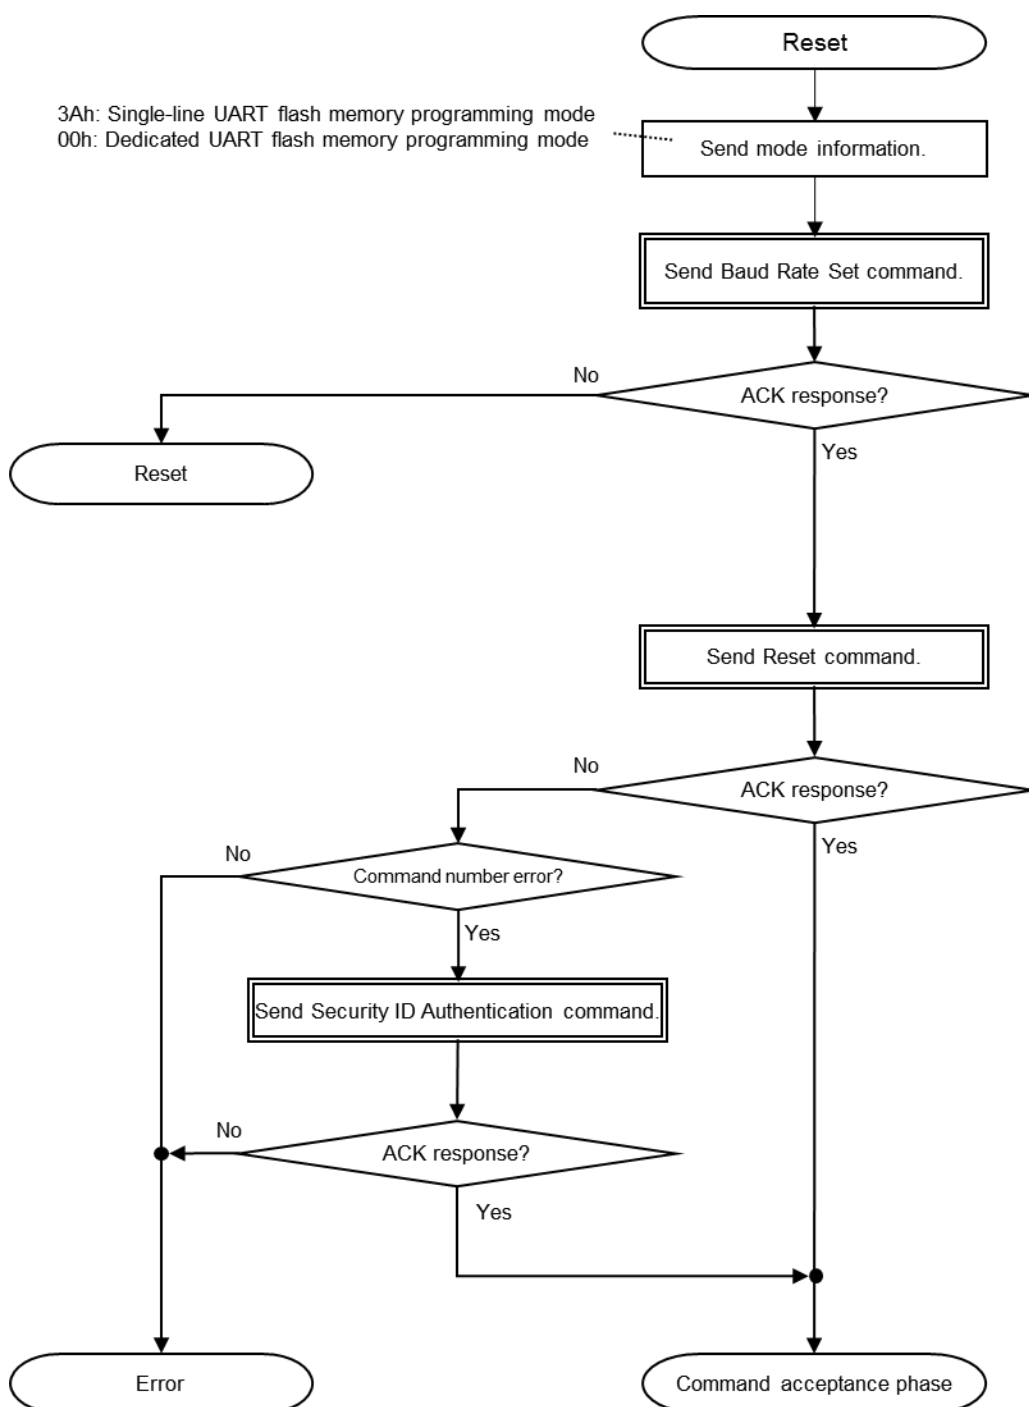 Reset
3Ah: Single-line UART flash memory programming mode
00h: Dedicated UART flash memory programming mode
Send mode information.
Send Baud Rate Set command.
No
ACK response?
Yes
Reset
Send Reset command.
No
ACK response?
Yes
No
Command number error?
Yes
Send Security ID Authentication command.
No
ACK response?
Yes
Error
Command acceptance phase